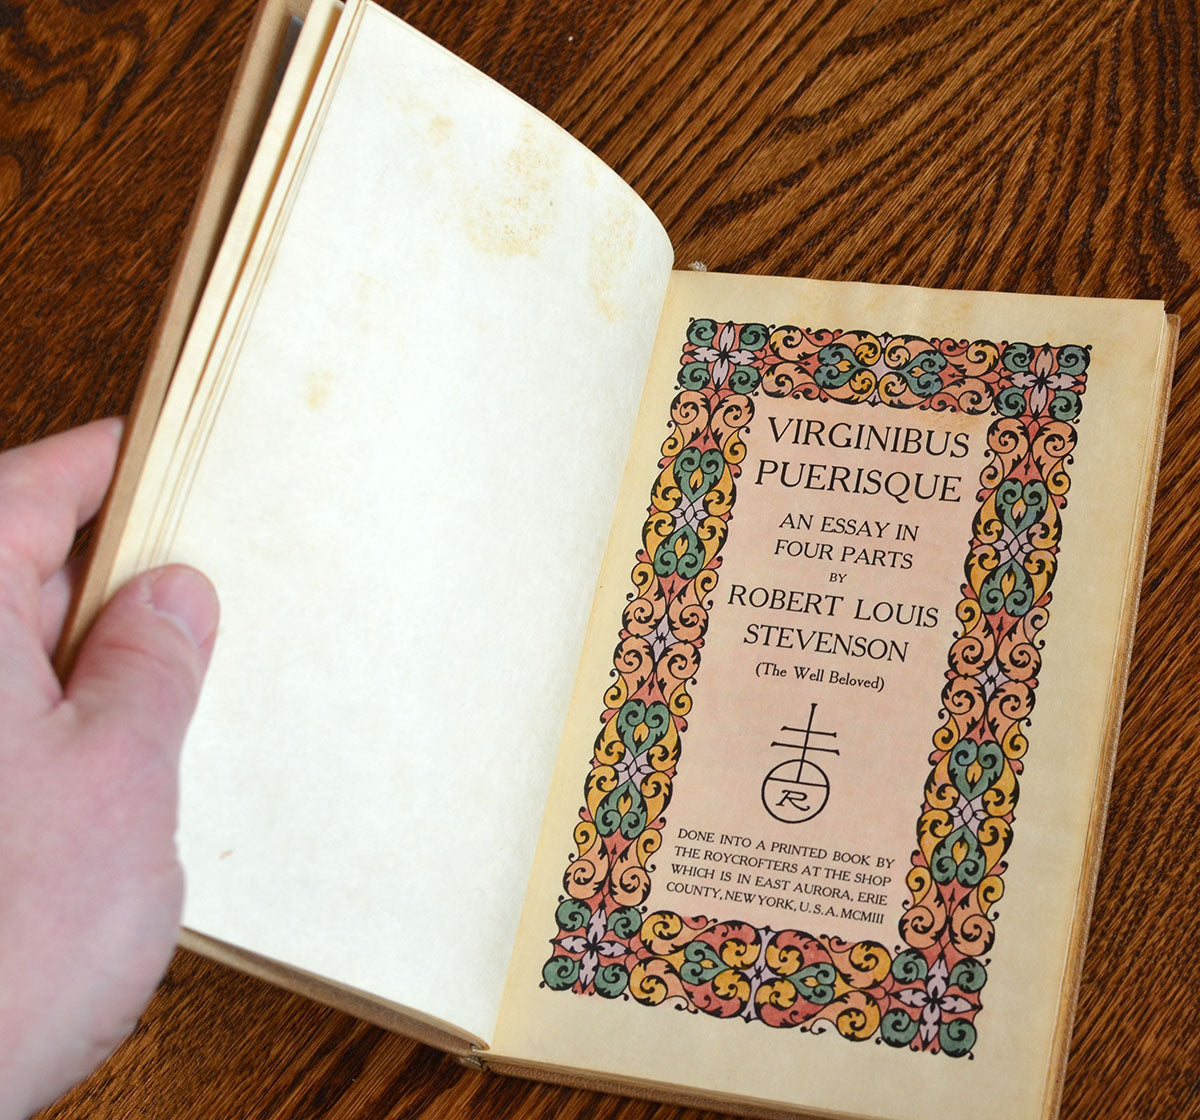 VIRGINIBUS
PUERISQUE
AN ESSAY IN
FOUR PARTS
BY
ROBERT LOUIS
STEVENSON
(The Well Beloved)
R
DONE INTO A PRINTED BOOK BY
THE ROYCROFTERS AT THE SHOP
WHICH IS IN EAST AURORA, ERIE
COUNTY, NEW YORK, U. S. A. MCMIII